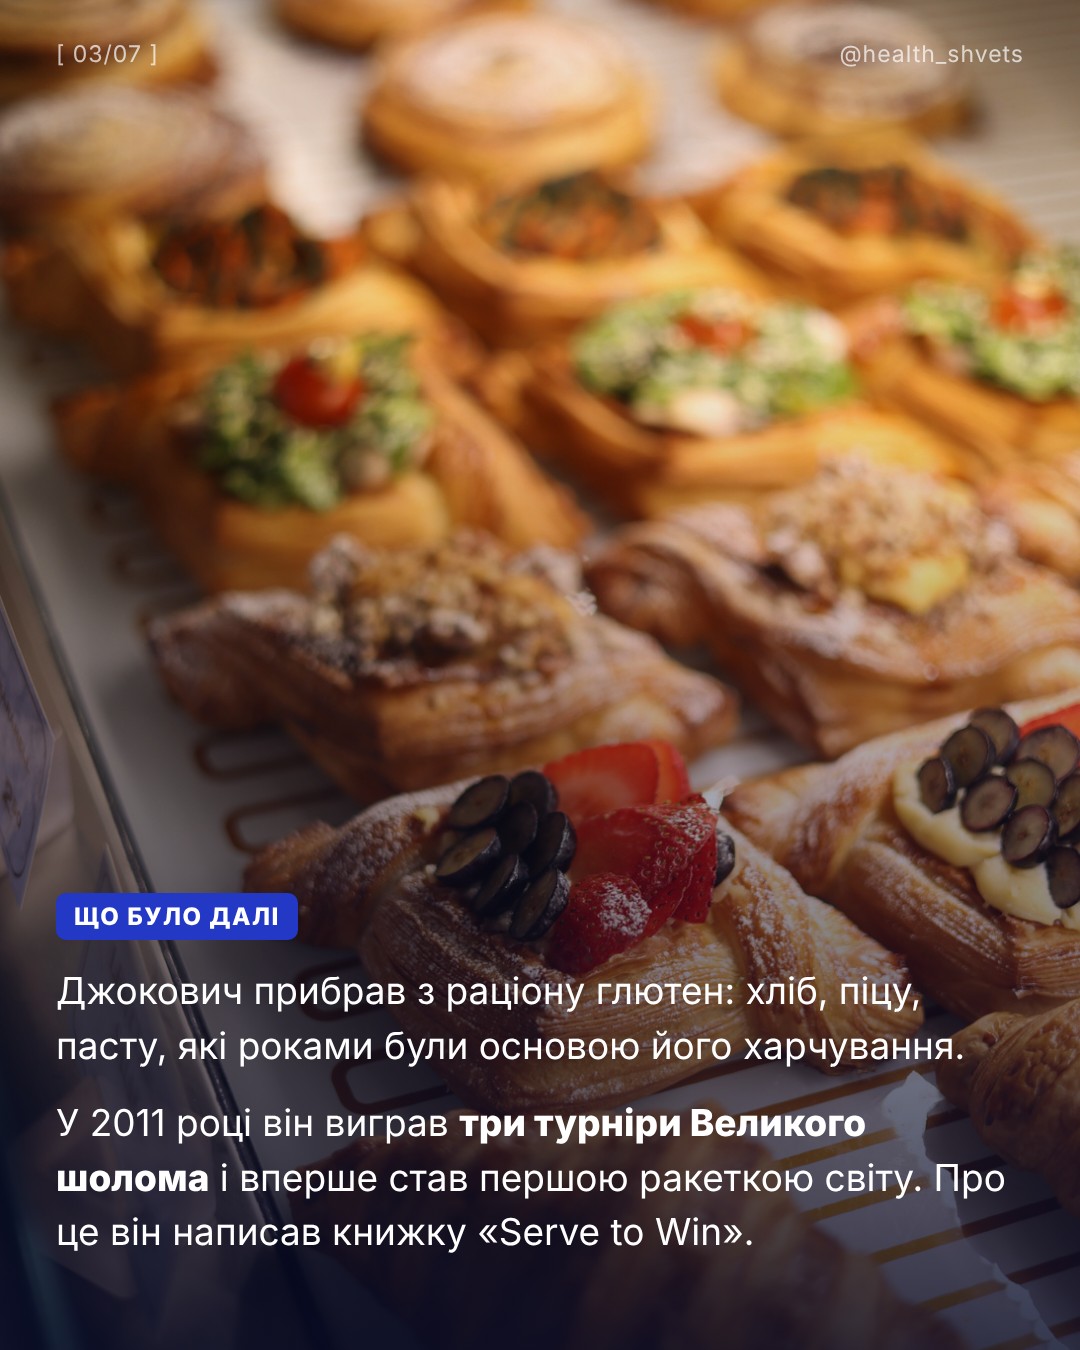 [ 03/07 ]
@health_shvets
ЩО БУЛО ДАЛІ
Джокович прибрав з раціону глютен: хліб, піцу,
пасту, які роками були основою його харчування.
У 2011 році він виграв три турніри Великого
шолома і вперше став першою ракеткою світу. Про
це він написав книжку «Serve to Win».